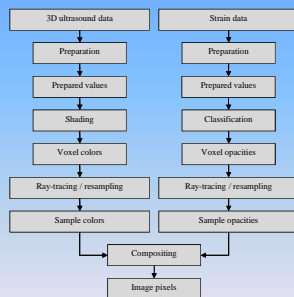 3D ultrasound data
Strain data
Preparation
Preparation
Prepared values
Prepared values
Shading
Classification
Voxel colors
Voxel opacities
Ray-tracing / resampling
Ray-tracing / resampling
Sample colors
Sample opacities
Compositing
Image pixels